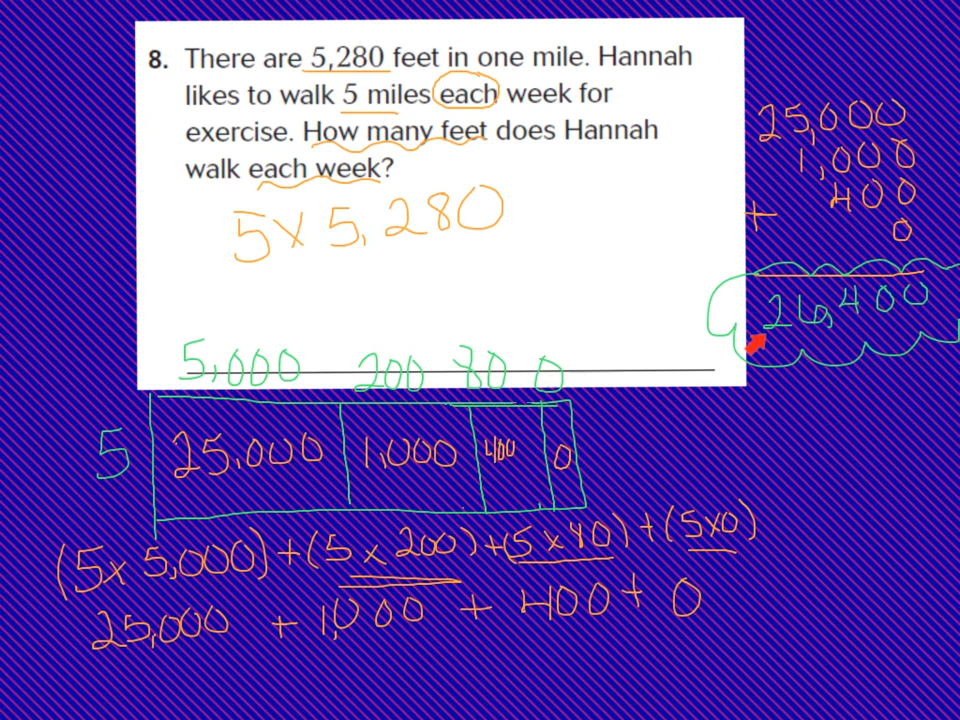 8. There are 5,280 feet in one mile. Hannah
likes to walk 5 miles each week for
exercise. How many feet does Hannah
walk each week?
5 x 5,280
25,000
1,000
400
+ 0
26,400
5,000 200 80 0
5 25,000 1,000 400 0
(5 x 5,000) + (5 x 200) + (5 x 80) + (5 x 0)
25,000 + 1,000 + 400 + 0